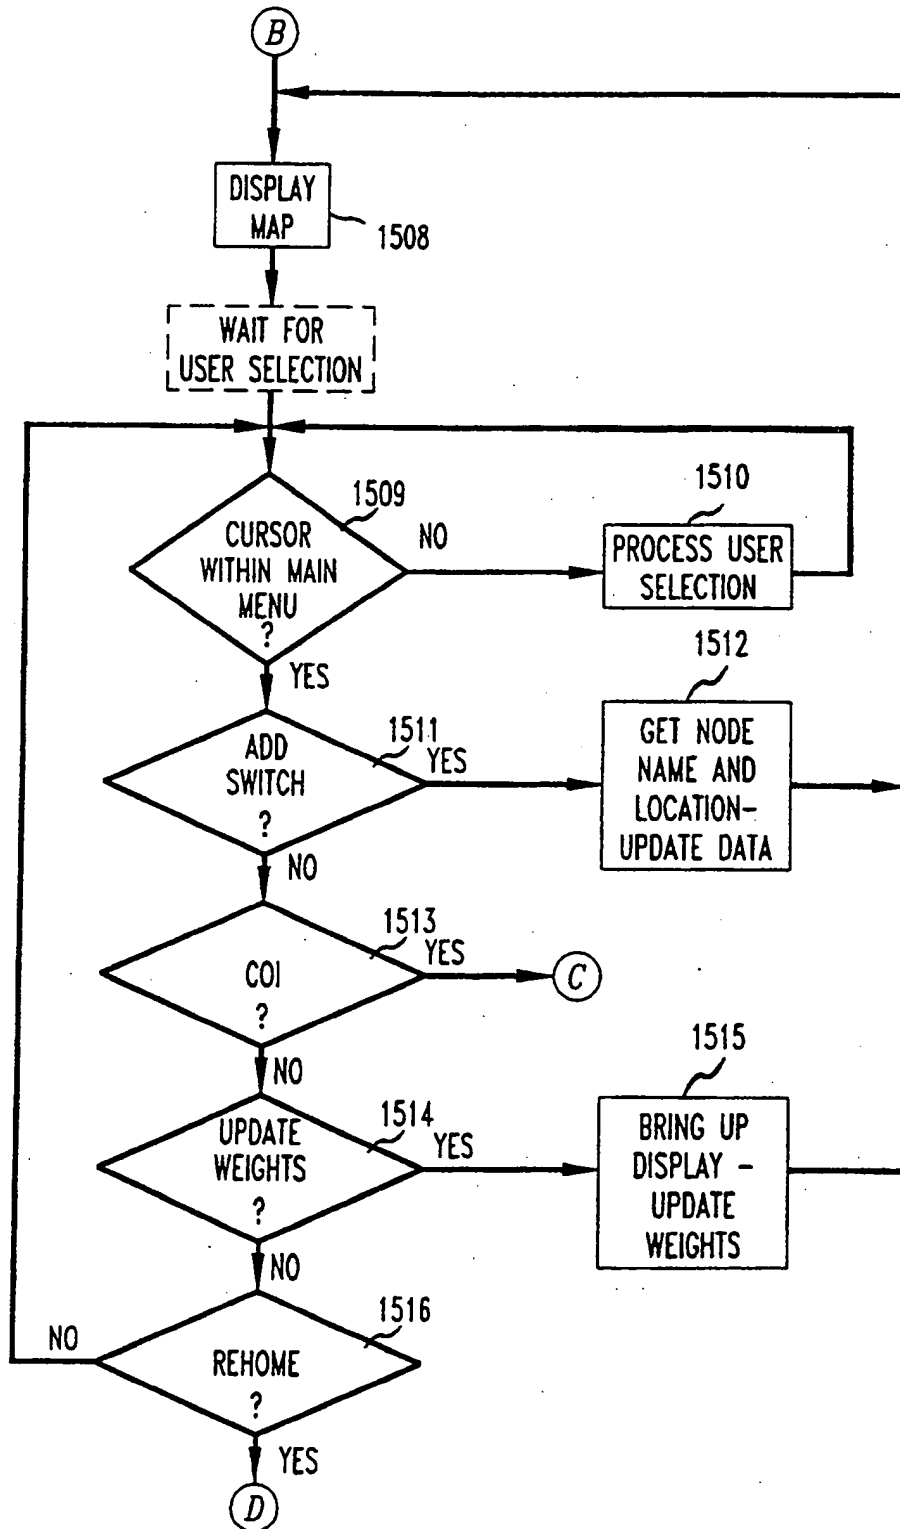 B
DISPLAY
MAP
1508
WAIT FOR
USER SELECTION
1509
CURSOR
WITHIN MAIN
MENU
?
NO
1510
PROCESS USER
SELECTION
YES
1511
ADD
SWITCH
?
YES
1512
GET NODE
NAME AND
LOCATION–
UPDATE DATA
NO
1513
COI
?
YES
C
NO
1514
UPDATE
WEIGHTS
?
YES
1515
BRING UP
DISPLAY –
UPDATE
WEIGHTS
NO
1516
REHOME
?
NO
YES
D